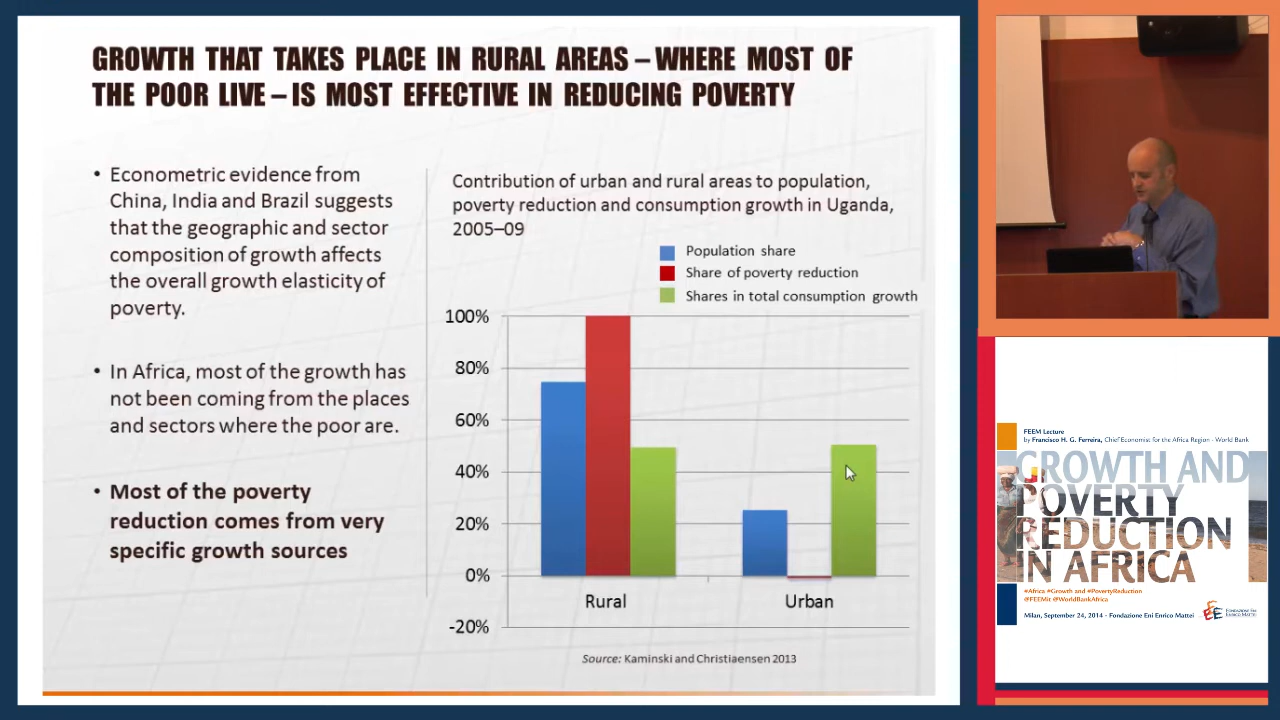 GROWTH THAT TAKES PLACE IN RURAL AREAS – WHERE MOST OF
THE POOR LIVE – IS MOST EFFECTIVE IN REDUCING POVERTY
• Econometric evidence from
China, India and Brazil suggests
that the geographic and sector
composition of growth affects
the overall growth elasticity of
poverty.
• In Africa, most of the growth has
not been coming from the places
and sectors where the poor are.
• Most of the poverty
reduction comes from very
specific growth sources
Contribution of urban and rural areas to population,
poverty reduction and consumption growth in Uganda,
2005–09
Population share
Share of poverty reduction
Shares in total consumption growth
100%
80%
60%
40%
20%
0%
-20%
Rural Urban
Source: Kaminski and Christiaensen 2013
FEEM Lecture
by Francisco H. G. Ferreira, Chief Economist for the Africa Region - World Bank
GROWTH AND
POVERTY
REDUCTION
IN AFRICA
#Africa #Growth and #PovertyReduction
@FEEMit @WorldBankAfrica
Milan, September 24, 2014 - Fondazione Eni Enrico Mattei
Fondazione Eni
Enrico Mattei